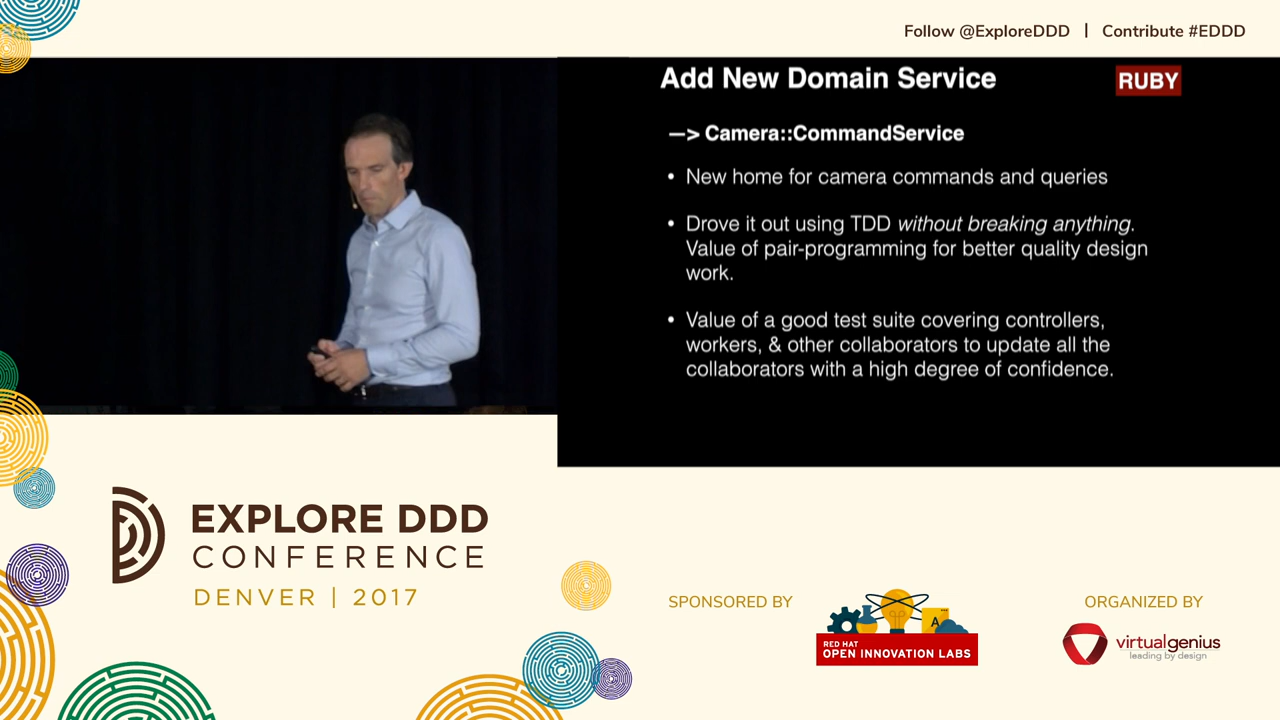 Follow @ExploreDDD | Contribute #EDDD
Add New Domain Service
RUBY
—> Camera::CommandService
• New home for camera commands and queries
• Drove it out using TDD without breaking anything.
Value of pair-programming for better quality design
work.
• Value of a good test suite covering controllers,
workers, & other collaborators to update all the
collaborators with a high degree of confidence.
EXPLORE DDD
CONFERENCE
DENVER | 2017
SPONSORED BY
RED HAT
OPEN INNOVATION LABS
A
ORGANIZED BY
virtualgenius
leading by design